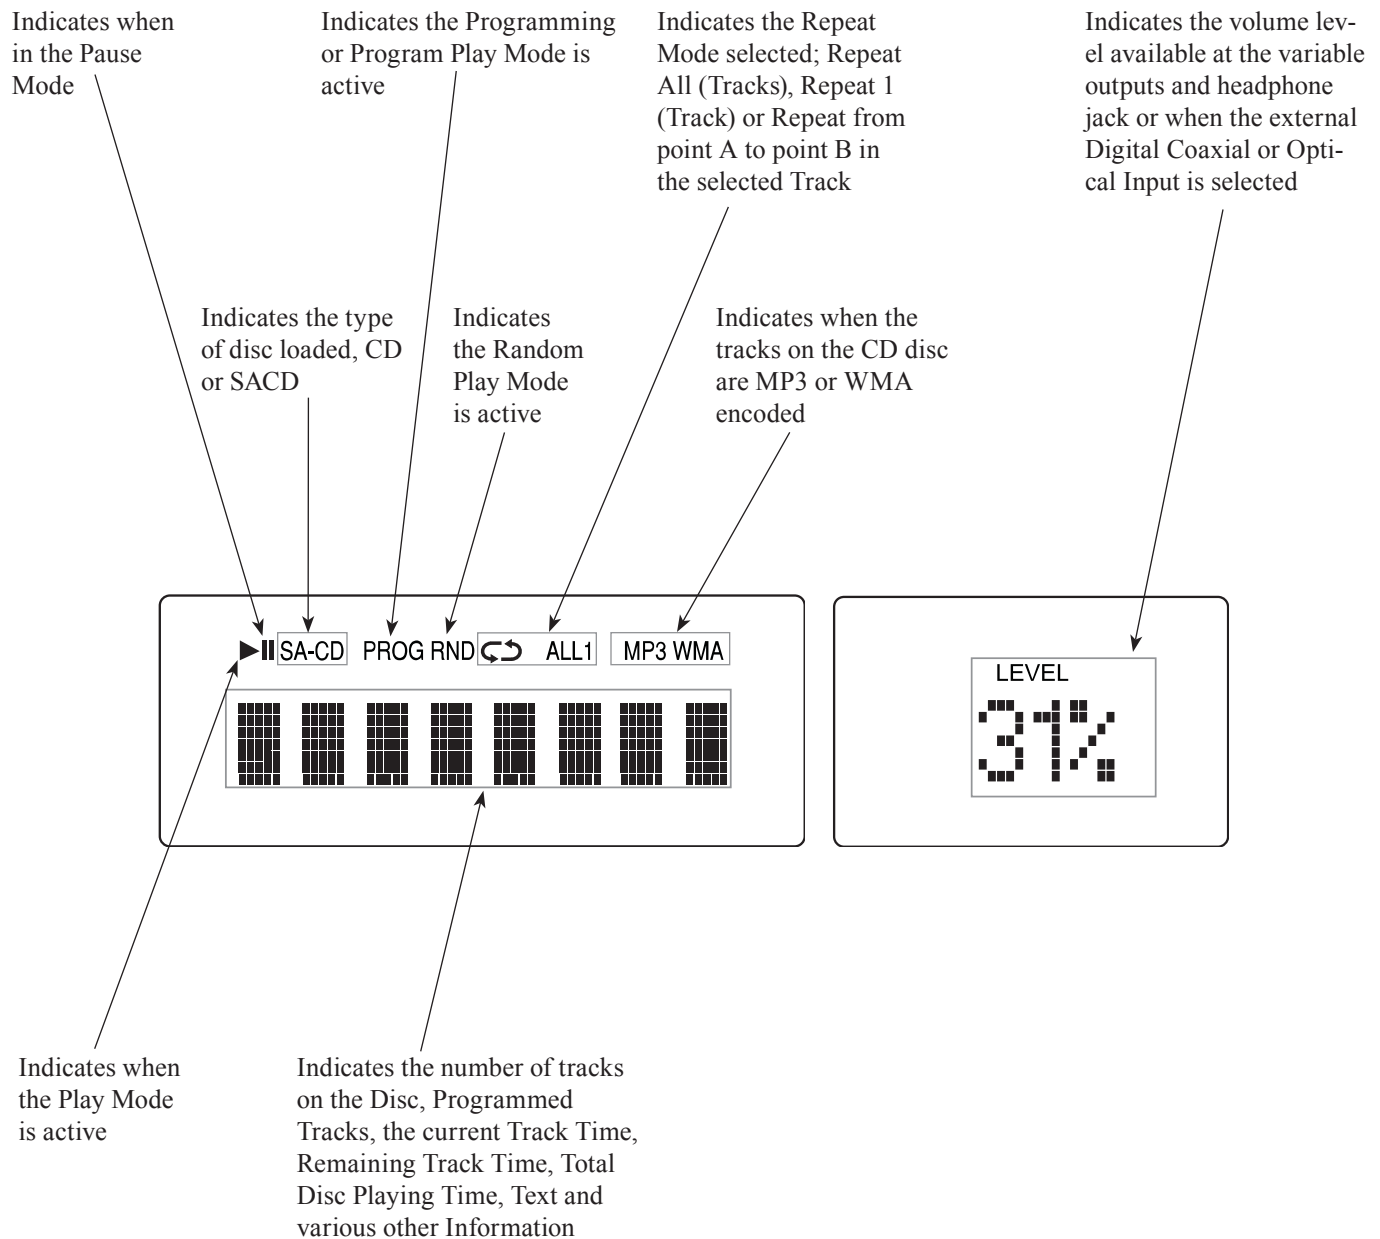 Indicates when
in the Pause
Mode
Indicates the Programming
or Program Play Mode is
active
Indicates the Repeat
Mode selected; Repeat
All (Tracks), Repeat 1
(Track) or Repeat from
point A to point B in
the selected Track
Indicates the volume lev-
el available at the variable
outputs and headphone
jack or when the external
Digital Coaxial or Opti-
cal Input is selected
Indicates the type
of disc loaded, CD
or SACD
Indicates
the Random
Play Mode
is active
Indicates when the
tracks on the CD disc
are MP3 or WMA
encoded
SA-CD PROG RND ALL1 MP3 WMA
LEVEL
31%
Indicates when
the Play Mode
is active
Indicates the number of tracks
on the Disc, Programmed
Tracks, the current Track Time,
Remaining Track Time, Total
Disc Playing Time, Text and
various other Information